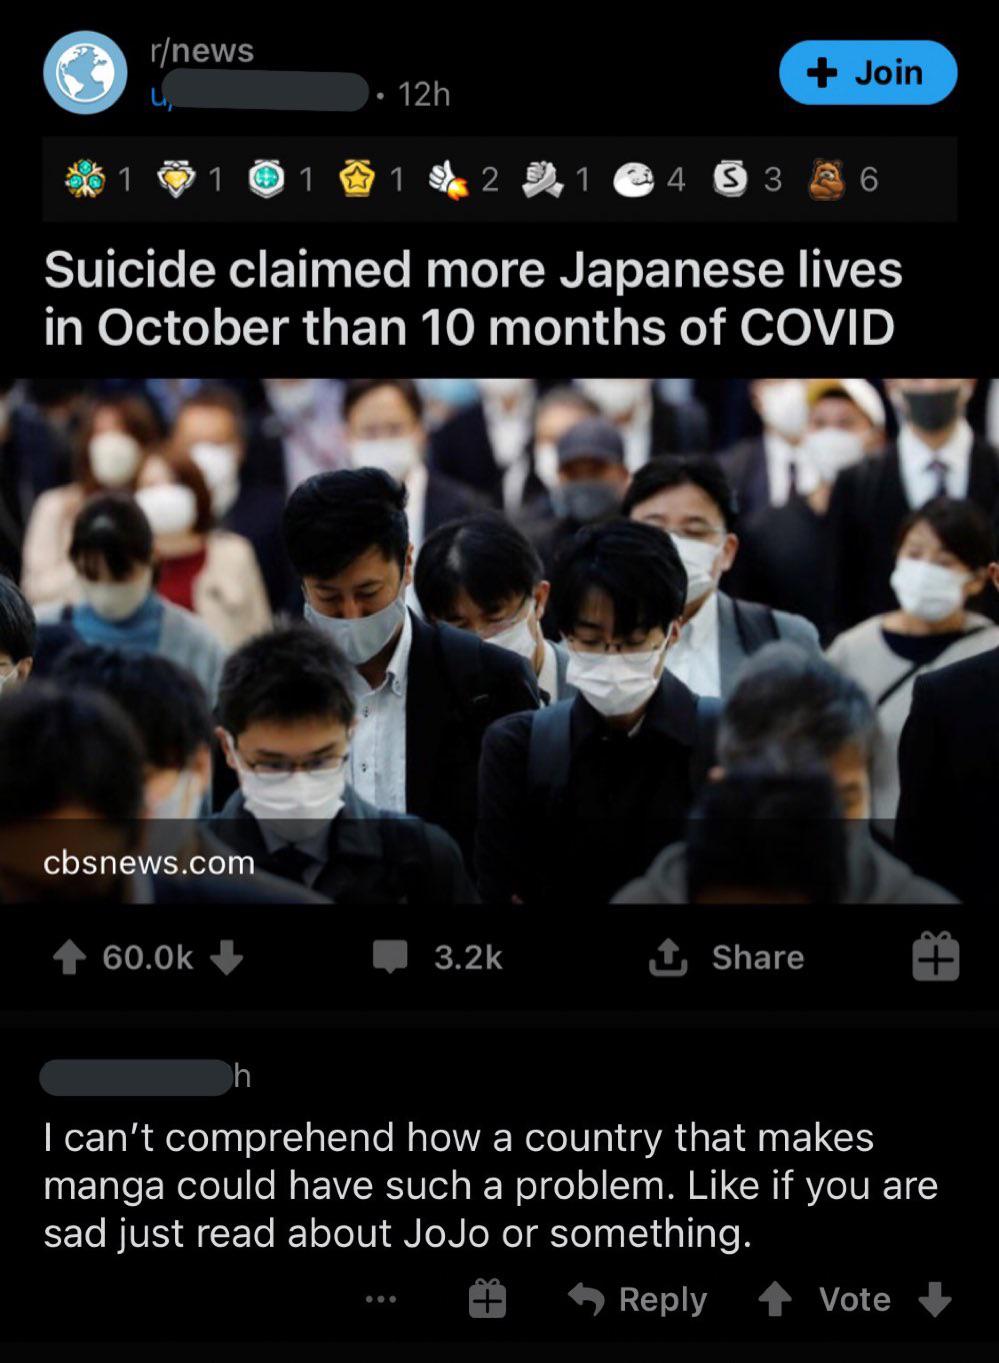 r/news
u/
• 12h
+ Join
1 1 1 1 2 1 4 S 3 6
Suicide claimed more Japanese lives
in October than 10 months of COVID
cbsnews.com
60.0k 3.2k Share
h
I can't comprehend how a country that makes
manga could have such a problem. Like if you are
sad just read about JoJo or something.
... Reply Vote